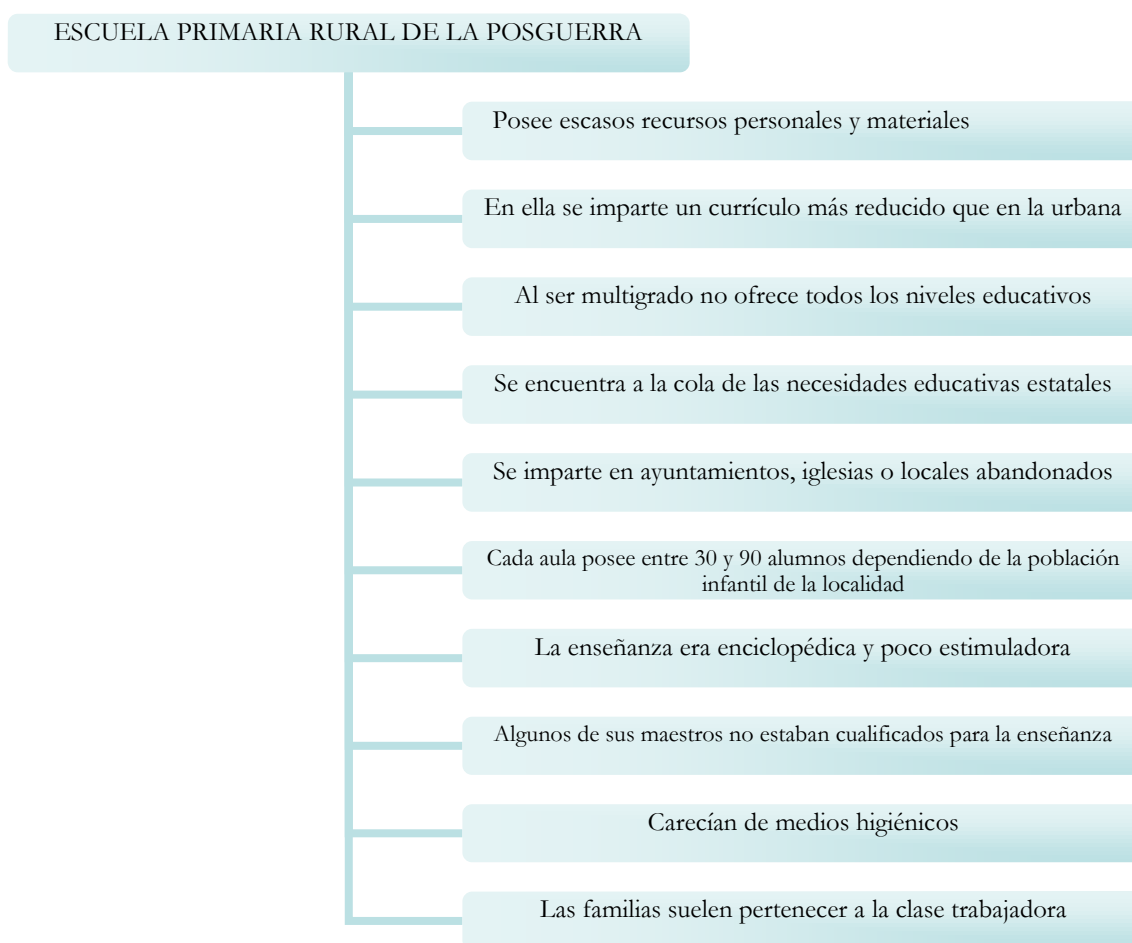 ESCUELA PRIMARIA RURAL DE LA POSGUERRA
Posee escasos recursos personales y materiales
En ella se imparte un currículo más reducido que en la urbana
Al ser multigrado no ofrece todos los niveles educativos
Se encuentra a la cola de las necesidades educativas estatales
Se imparte en ayuntamientos, iglesias o locales abandonados
Cada aula posee entre 30 y 90 alumnos dependiendo de la población
infantil de la localidad
La enseñanza era enciclopédica y poco estimuladora
Algunos de sus maestros no estaban cualificados para la enseñanza
Carecían de medios higiénicos
Las familias suelen pertenecer a la clase trabajadora